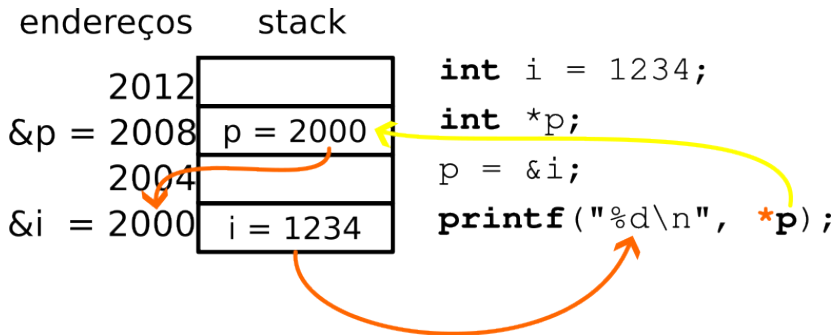 endereços stack
2012
&p = 2008 p = 2000
2004
&i = 2000 i = 1234
int i = 1234;
int *p;
p = &i;
printf("%d\n", *p);